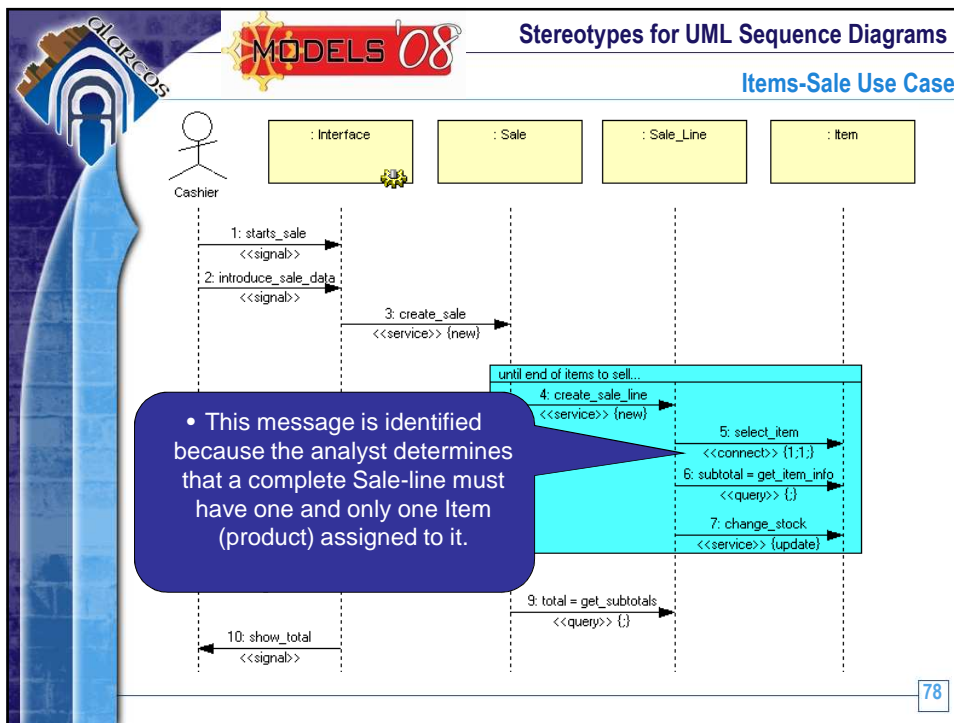 aLaRCOS
MODELS '08
Stereotypes for UML Sequence Diagrams
Items-Sale Use Case
: Interface
: Sale
: Sale_Line
: Item
Cashier
1: starts_sale
<<signal>>
2: introduce_sale_data
<<signal>>
3: create_sale
<<service>> {new}
until end of items to sell...
4: create_sale_line
<<service>> {new}
5: select_item
<<connect>> {1;1;}
6: subtotal = get_item_info
<<query>> {;}
7: change_stock
<<service>> {update}
• This message is identified
because the analyst determines
that a complete Sale-line must
have one and only one Item
(product) assigned to it.
9: total = get_subtotals
<<query>> {;}
10: show_total
<<signal>>
78